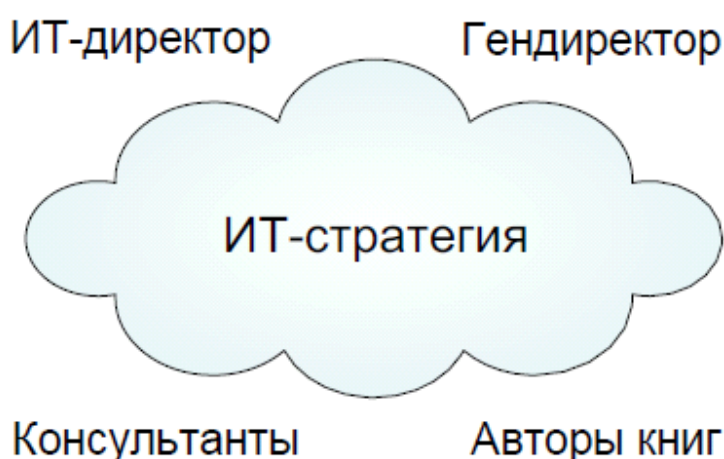 ИТ-директор
Гендиректор
ИТ-стратегия
Консультанты
Авторы книг